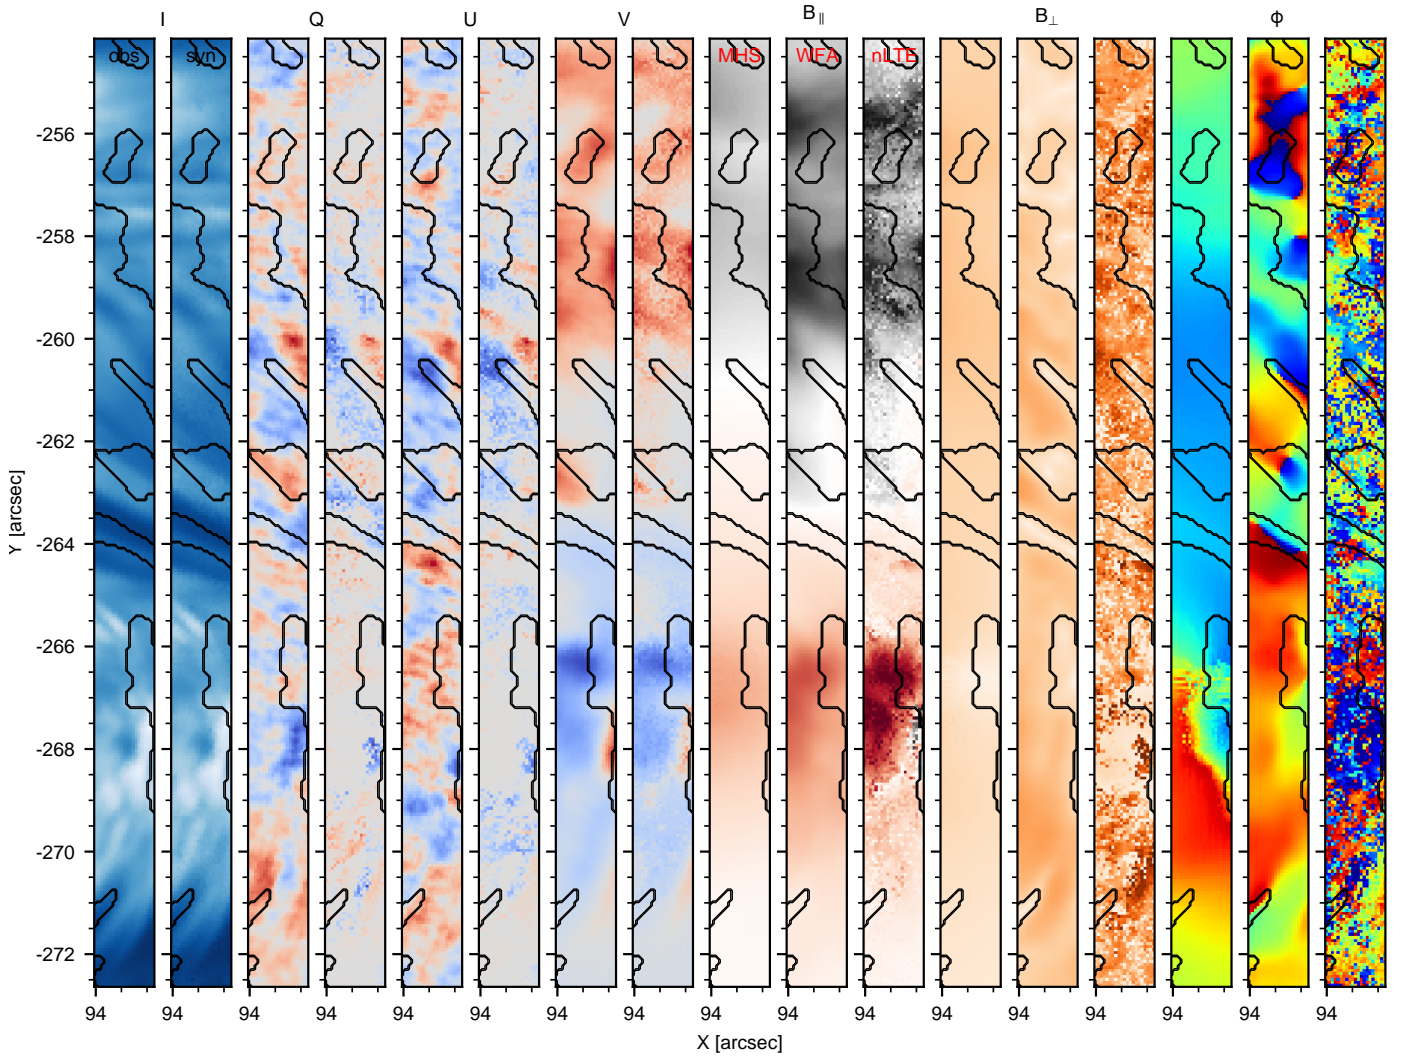 I Q U V B∥ B⊥ ϕ
obs syn MHS WFA nLTE
-256
-258
-260
-262
-264
-266
-268
-270
-272
Y [arcsec]
94 94 94 94 94 94 94 94 94 94 94 94 94 94 94 94 94
X [arcsec]